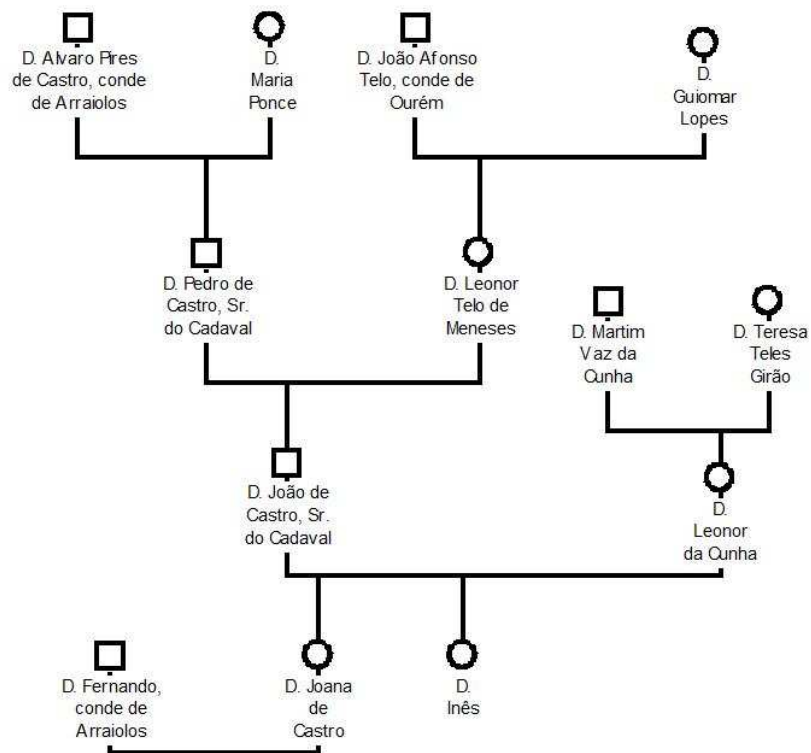 D. Alvaro Pires
de Castro, conde
de Arraiolos
D.
Maria
Ponce
D. João Afonso
Telo, conde de
Ourém
D.
Guiomar
Lopes
D. Pedro de
Castro, Sr.
do Cadaval
D. Leonor
Telo de
Meneses
D. Martim
Vaz da
Cunha
D. Teresa
Teles
Girão
D. João de
Castro, Sr.
do Cadaval
D.
Leonor
da Cunha
D. Fernando,
conde de
Arraiolos
D. Joana
de
Castro
D.
Inês